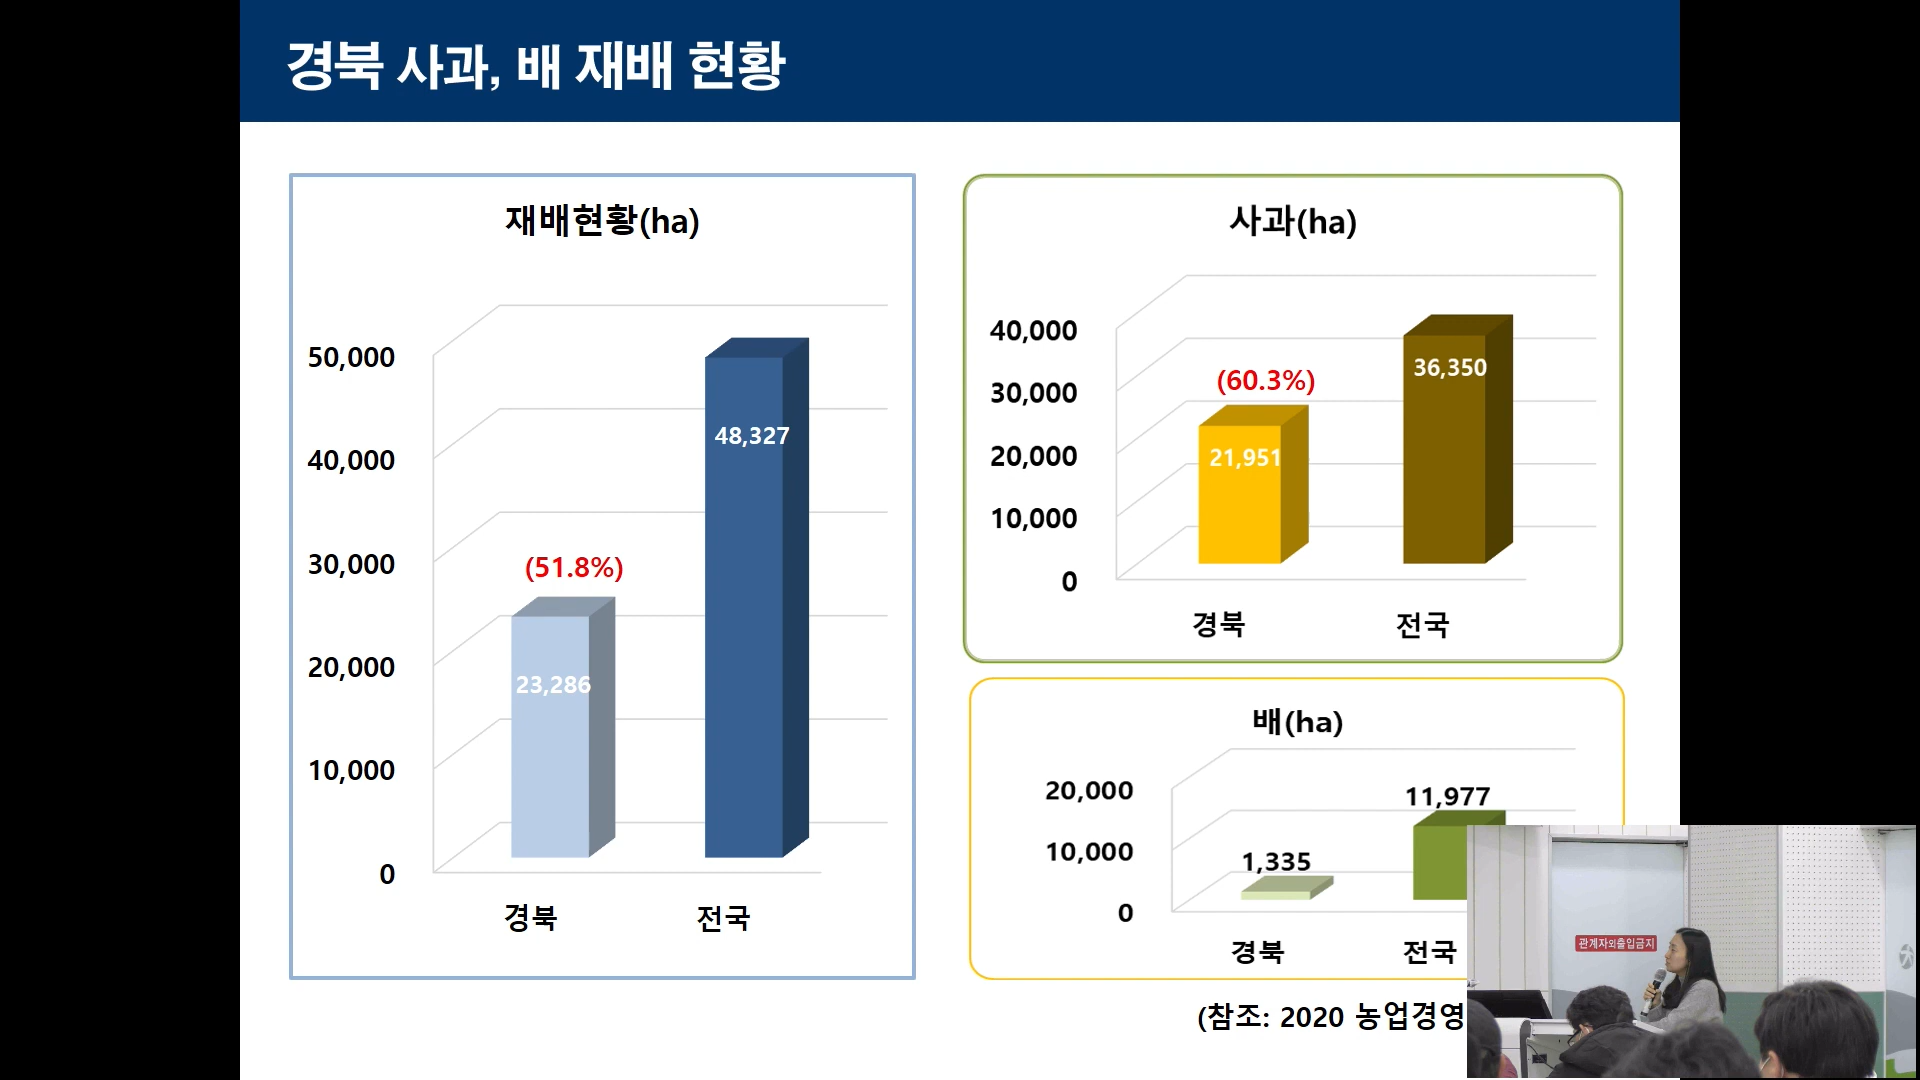 경북 사과, 배 재배 현황
재배현황(ha)
50,000
40,000
30,000
20,000
10,000
0
(51.8%)
23,286
48,327
경북
전국
사과(ha)
40,000
30,000
20,000
10,000
0
(60.3%)
21,951
36,350
경북
전국
배(ha)
20,000
10,000
0
1,335
11,977
경북
전국
(참조: 2020 농업경영
관계자외출입금지